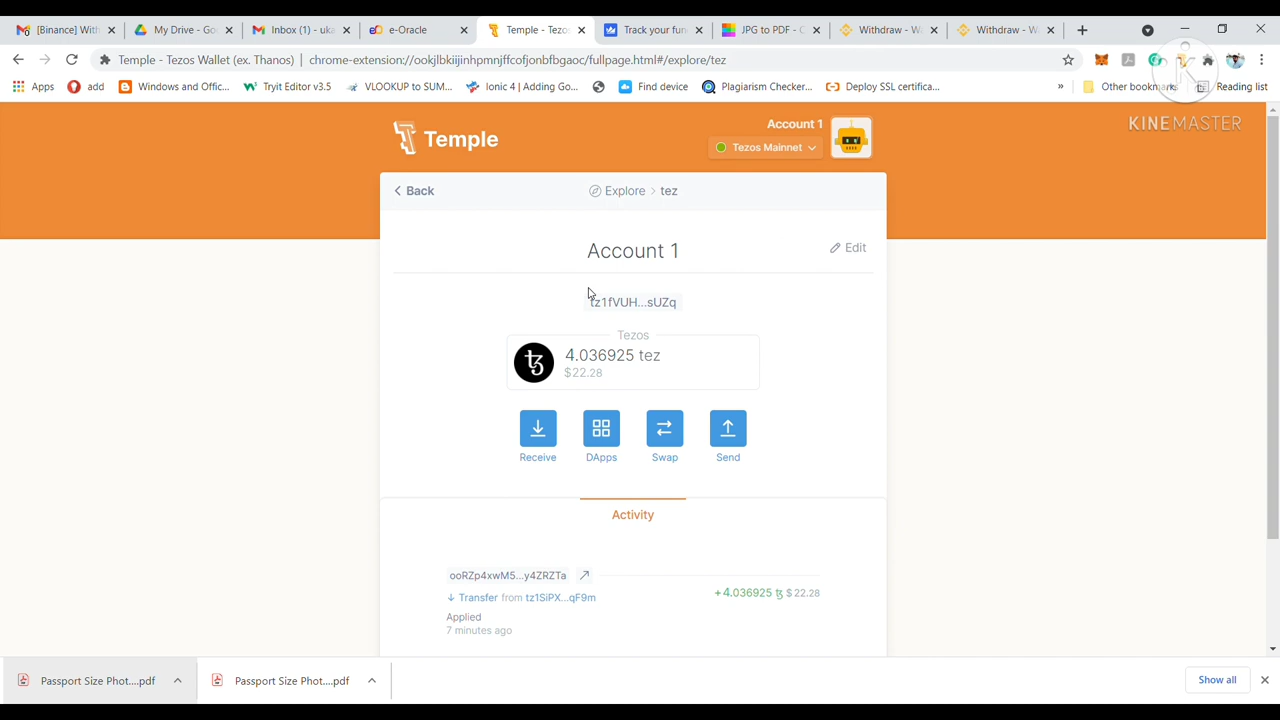 [Binance] With
My Drive - Go
Inbox (1) - uka
e-Oracle
Temple - Tezos
Track your fun
JPG to PDF - C
Withdraw - W
Withdraw - W
Temple - Tezos Wallet (ex. Thanos) | chrome-extension://ookjlbkiijinhpmnjffcofjonbfbgaoc/fullpage.html#/explore/tez
Apps
add
Windows and Offic...
Tryit Editor v3.5
VLOOKUP to SUM...
Ionic 4 | Adding Go...
Find device
Plagiarism Checker...
Deploy SSL certifica...
»
Other bookmarks
Reading list
KINEMASTER
Temple
Account 1
Tezos Mainnet
Back
Explore > tez
Account 1
Edit
tz1fVUH...sUZq
Tezos
4.036925 tez
$22.28
Receive
DApps
Swap
Send
Activity
ooRZp4xwM5...y4ZRZTa
Transfer from tz1SiPX...qF9m
+4.036925 ꜩ $22.28
Applied
7 minutes ago
Passport Size Phot....pdf
Passport Size Phot....pdf
Show all